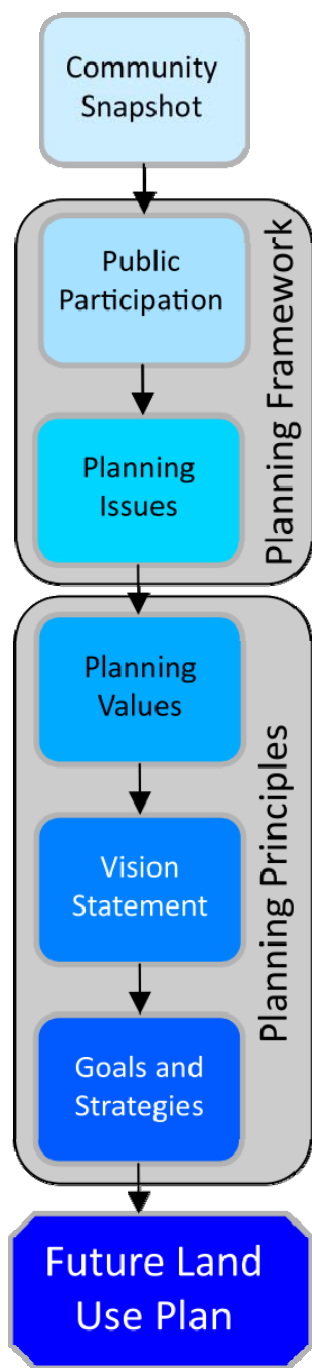 Community
Snapshot
Planning Framework
Public
Participation
Planning
Issues
Planning Principles
Planning
Values
Vision
Statement
Goals and
Strategies
Future Land
Use Plan